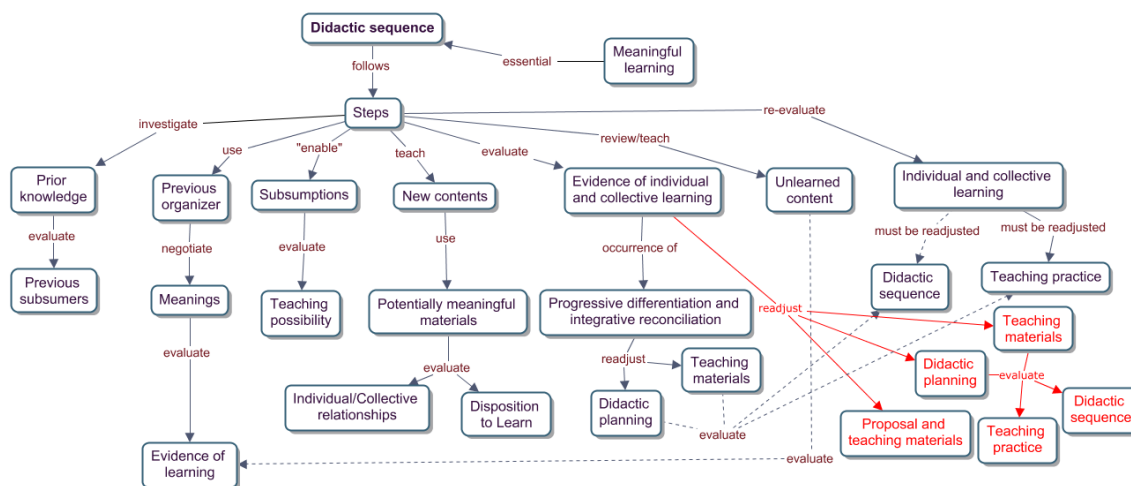 Didactic sequence
Meaningful
learning
essential
follows
Steps
re-evaluate
investigate
review/teach
use
"enable"
teach
evaluate
Prior
knowledge
Previous
organizer
Subsumptions
New contents
Evidence of individual
and collective learning
Unlearned
content
Individual and collective
learning
evaluate
negotiate
evaluate
use
occurrence of
must be readjusted
must be readjusted
Previous
subsumers
Meanings
Teaching
possibility
Potentially meaningful
materials
Progressive differentiation and
integrative reconciliation
Didactic
sequence
Teaching practice
readjust
Teaching
materials
evaluate
evaluate
readjust
Teaching
materials
Didactic
planning
evaluate
Individual/Collective
relationships
Disposition
to Learn
Didactic
planning
Didactic
sequence
evaluate
Proposal and
teaching materials
Teaching
practice
Evidence of
learning
evaluate